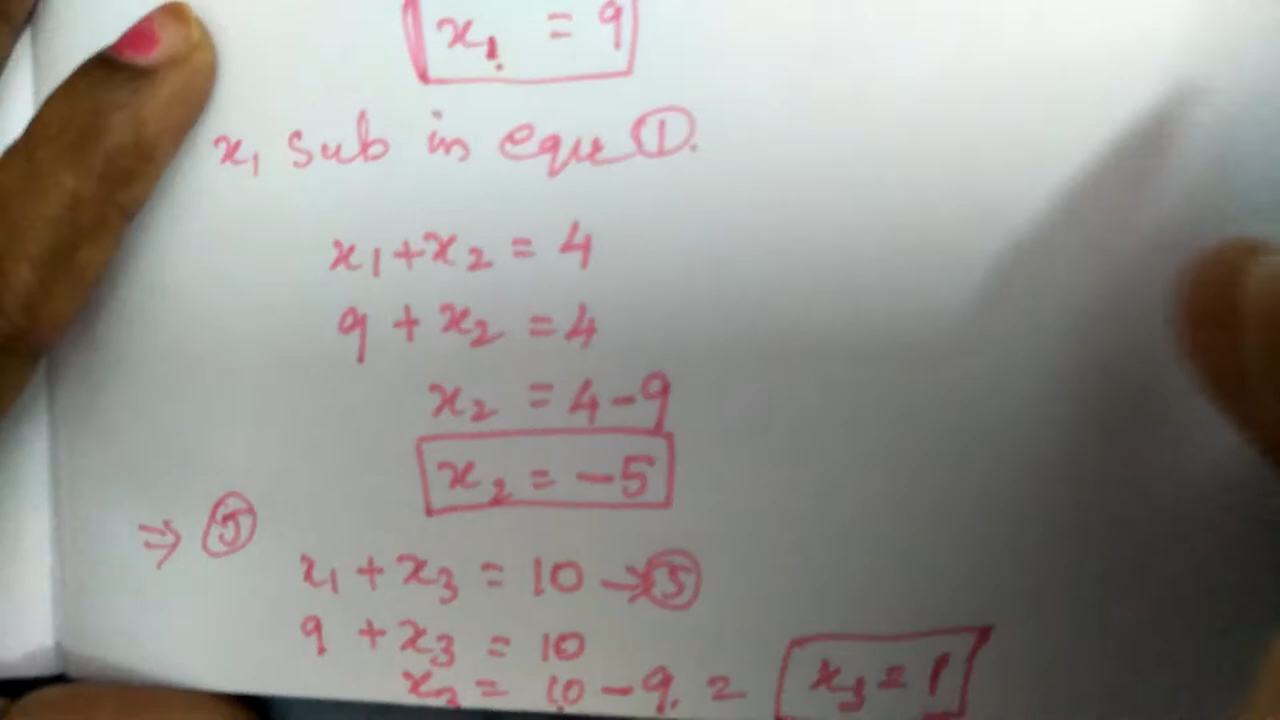 x₁ = 9
x₁ sub in equ ①.
x₁ + x₂ = 4
9 + x₂ = 4
x₂ = 4 - 9
x₂ = -5
⇒ ⑤
x₁ + x₃ = 10 → ⑤
9 + x₃ = 10
x₃ = 10 - 9 = x₃ = 1